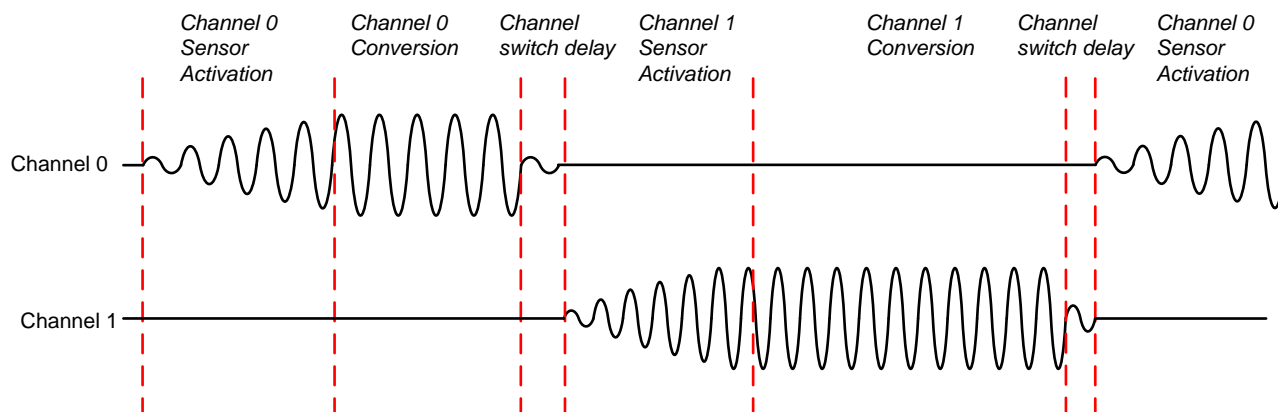 Channel 0
Sensor
Activation
Channel 0
Conversion
Channel
switch delay
Channel 1
Sensor
Activation
Channel 1
Conversion
Channel
switch delay
Channel 0
Sensor
Activation
Channel 0
Channel 1